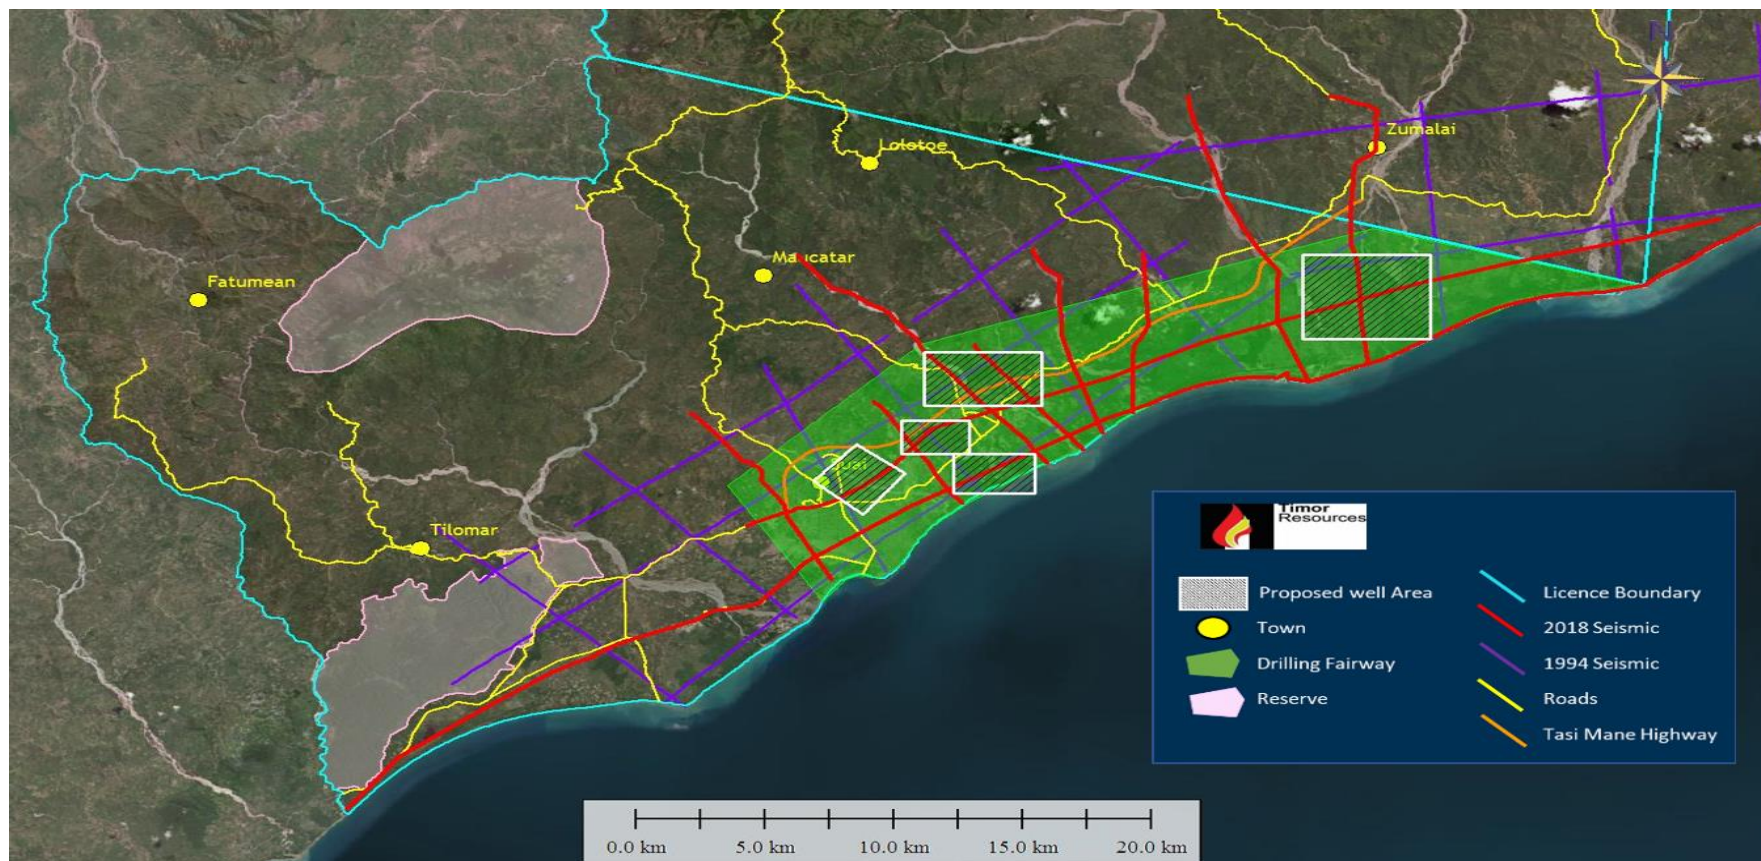 N
Zumalai
Lolotoe
Maucatar
Fatumean
Suai
Tilomar
Timor
Resources
Proposed well Area
Town
Drilling Fairway
Reserve
Licence Boundary
2018 Seismic
1994 Seismic
Roads
Tasi Mane Highway
0.0 km 5.0 km 10.0 km 15.0 km 20.0 km